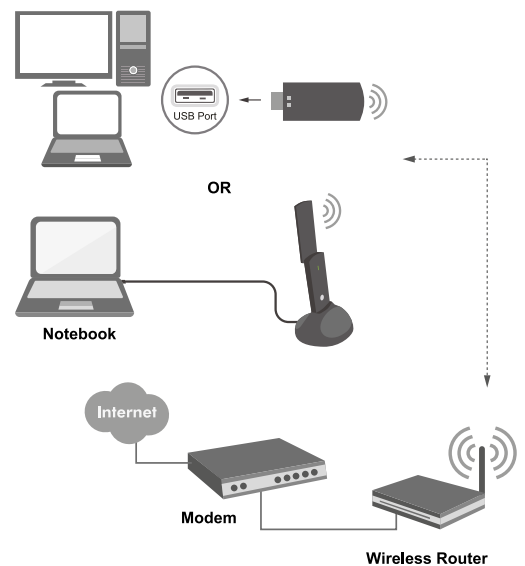 USB Port
OR
Notebook
Internet
Modem
Wireless Router